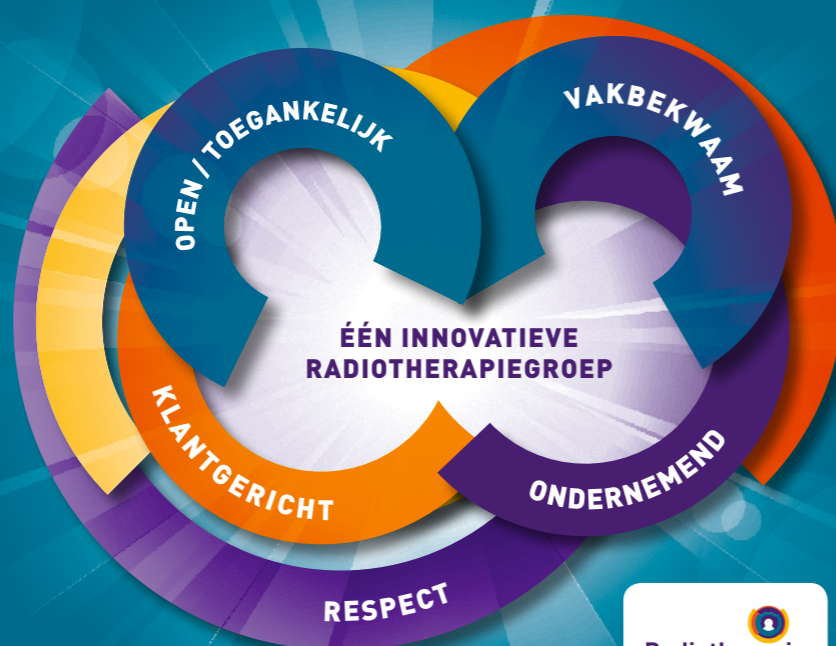 OPEN / TOEGANKELIJK
VAKBEKWAAM
ÉÉN INNOVATIEVE
RADIOTHERAPIEGROEP
KLANTGERICHT
ONDERNEMEND
RESPECT